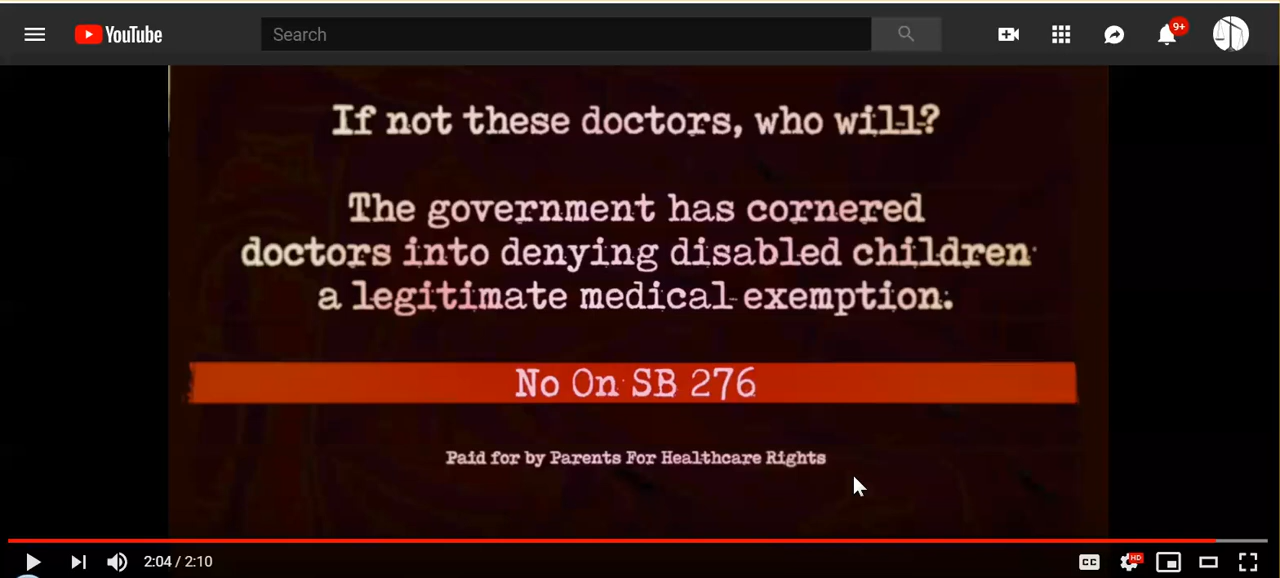 YouTube
Search
9+
If not these doctors, who will?
The government has cornered
doctors into denying disabled children
a legitimate medical exemption.
No On SB 276
Paid for by Parents For Healthcare Rights
2:04 / 2:10
CC
HD